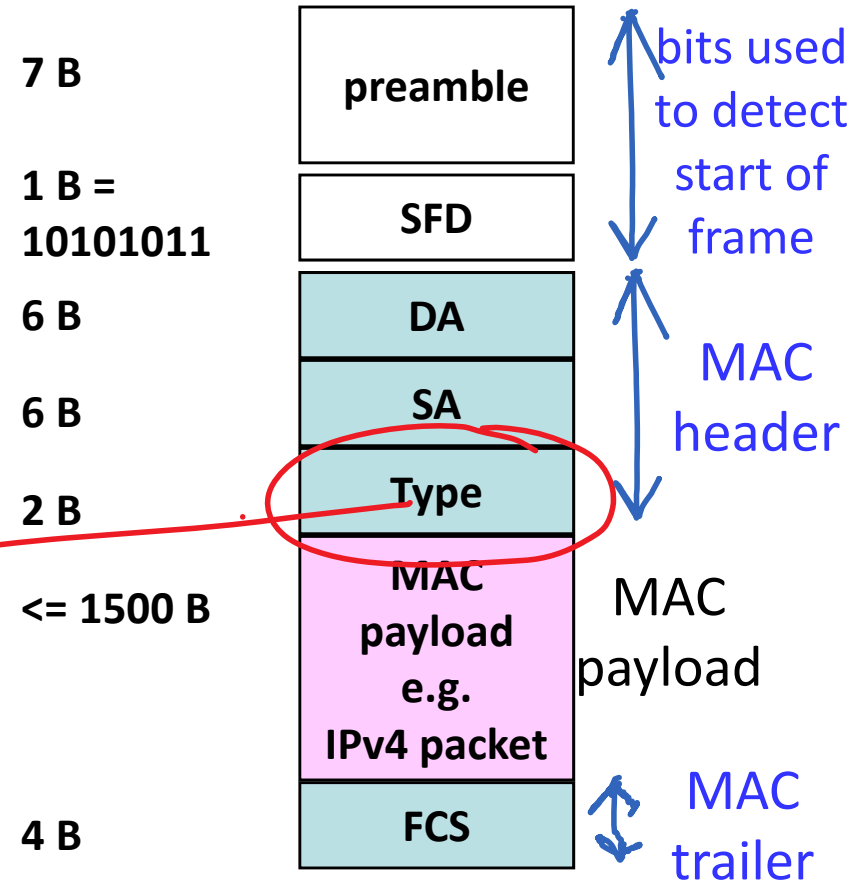 7 B
preamble
bits used
to detect
start of
frame
1 B =
10101011
SFD
6 B
DA
MAC
header
6 B
SA
2 B
Type
<= 1500 B
MAC
payload
e.g.
IPv4 packet
MAC
payload
4 B
FCS
MAC
trailer